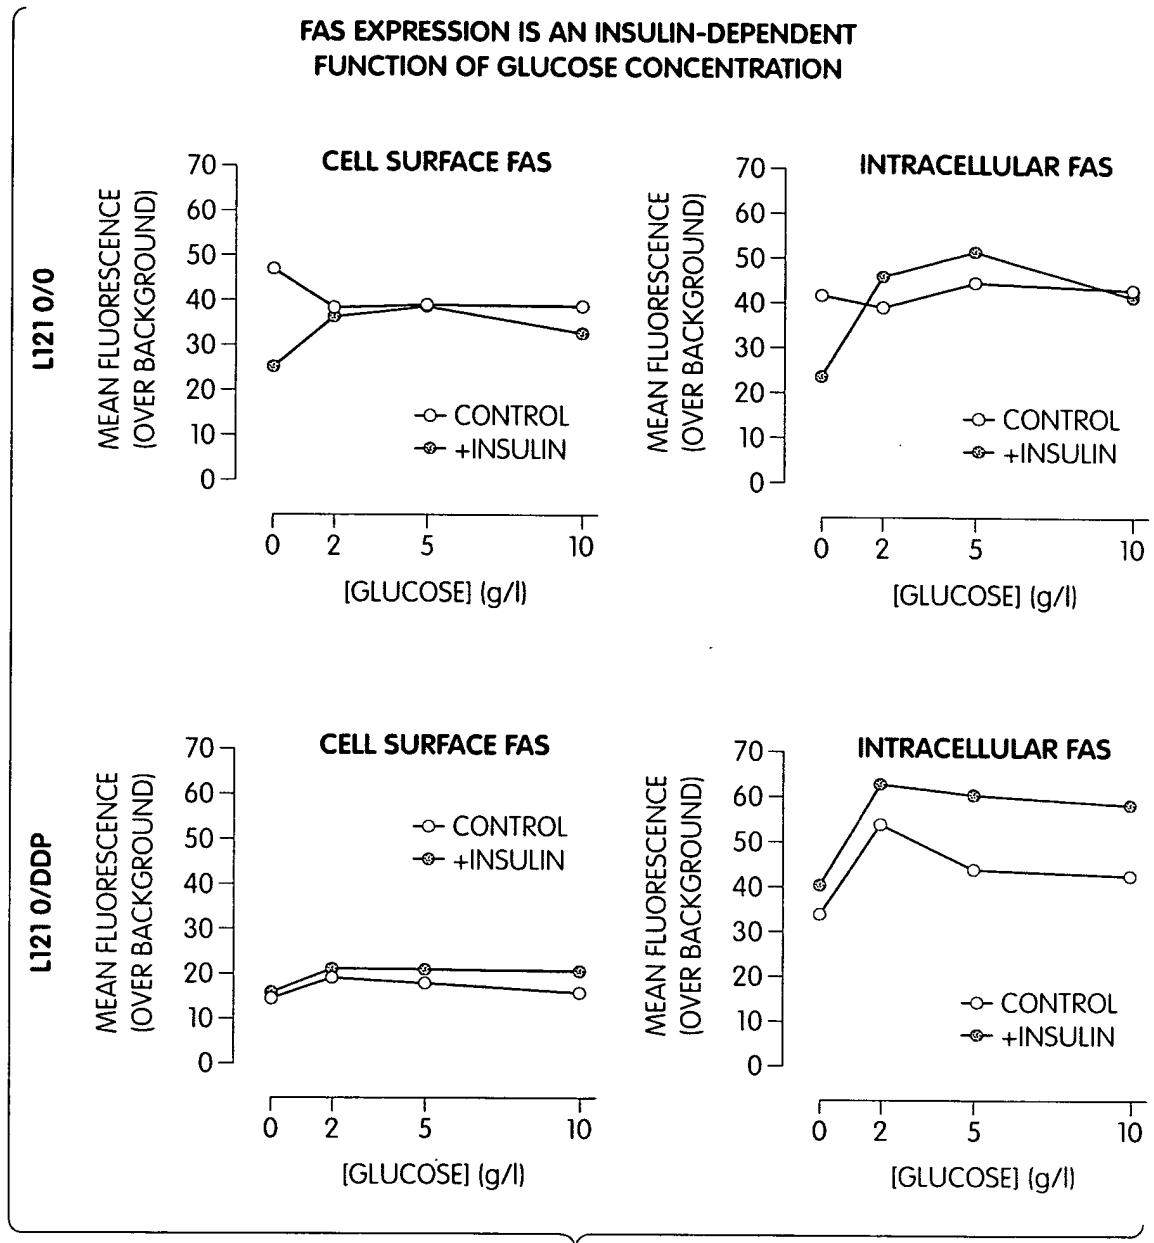 FAS EXPRESSION IS AN INSULIN-DEPENDENT
FUNCTION OF GLUCOSE CONCENTRATION
L121 0/0
CELL SURFACE FAS
MEAN FLUORESCENCE
(OVER BACKGROUND)
70
60
50
40
30
20
10
0
CONTROL
+INSULIN
0 2 5 10
[GLUCOSE] (g/l)
INTRACELLULAR FAS
MEAN FLUORESCENCE
(OVER BACKGROUND)
70
60
50
40
30
20
10
0
CONTROL
+INSULIN
0 2 5 10
[GLUCOSE] (g/l)
L121 0/DDP
CELL SURFACE FAS
MEAN FLUORESCENCE
(OVER BACKGROUND)
70
60
50
40
30
20
10
0
CONTROL
+INSULIN
0 2 5 10
[GLUCOSE] (g/l)
INTRACELLULAR FAS
MEAN FLUORESCENCE
(OVER BACKGROUND)
70
60
50
40
30
20
10
0
CONTROL
+INSULIN
0 2 5 10
[GLUCOSE] (g/l)